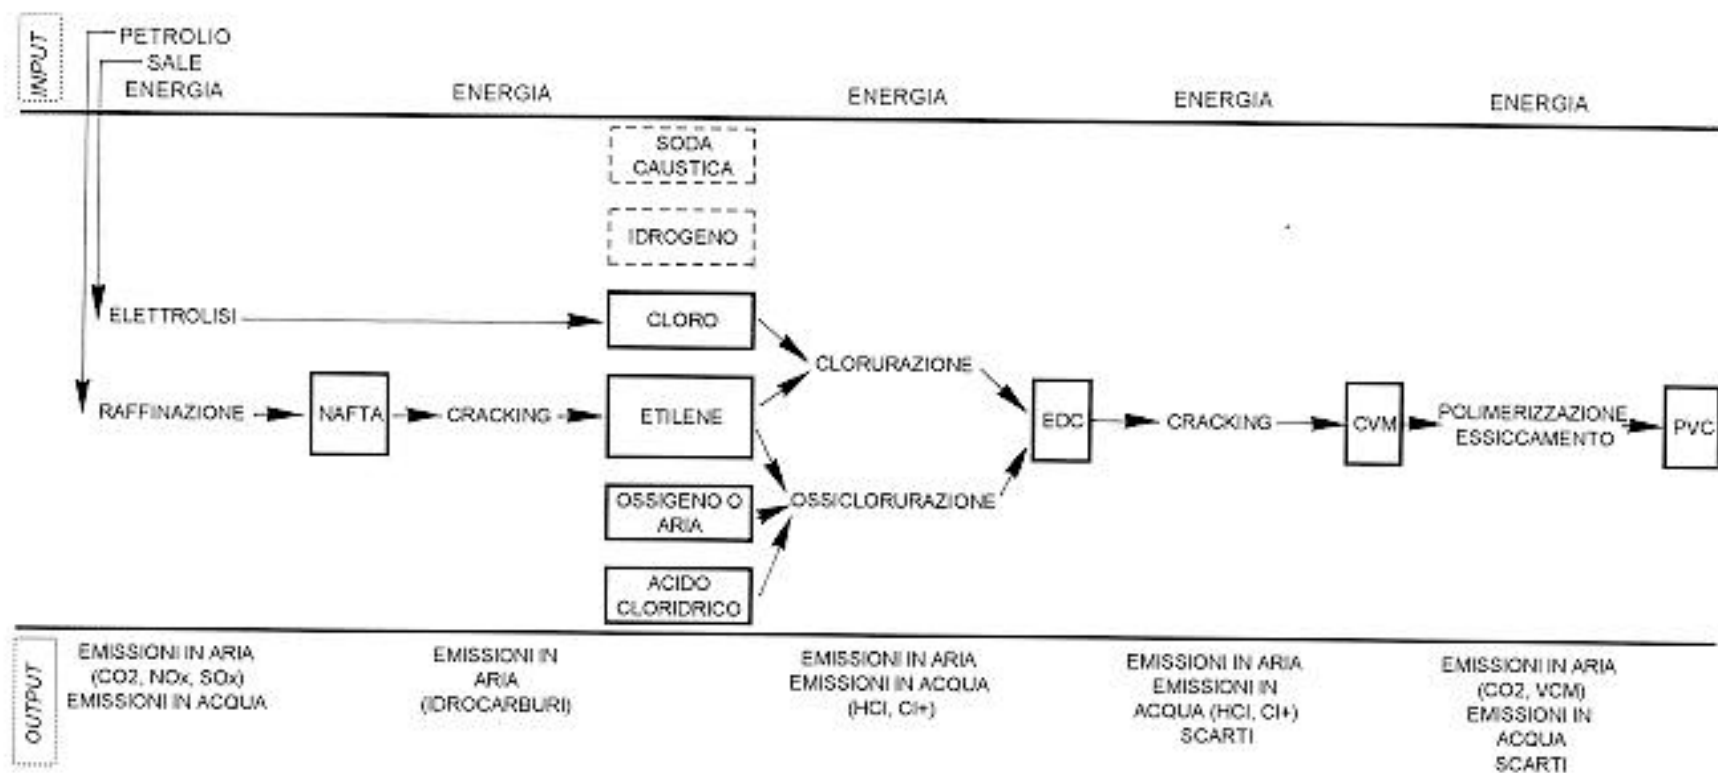 INPUT
PETROLIO
SALE
ENERGIA
ENERGIA
ENERGIA
ENERGIA
ENERGIA
SODA
CAUSTICA
IDROGENO
ELETTROLISI
CLORO
CLORURAZIONE
RAFFINAZIONE
NAFTA
CRACKING
ETILENE
EDC
CRACKING
CVM
POLIMERIZZAZIONE
ESSICCAMENTO
PVC
OSSIGENO O
ARIA
OSSICLORURAZIONE
ACIDO
CLORIDRICO
OUTPUT
EMISSIONI IN ARIA
(CO2, NOx, SOx)
EMISSIONI IN ACQUA
EMISSIONI IN
ARIA
(IDROCARBURI)
EMISSIONI IN ARIA
EMISSIONI IN ACQUA
(HCl, Cl+)
EMISSIONI IN ARIA
EMISSIONI IN
ACQUA (HCl, Cl+)
SCARTI
EMISSIONI IN ARIA
(CO2, VCM)
EMISSIONI IN
ACQUA
SCARTI